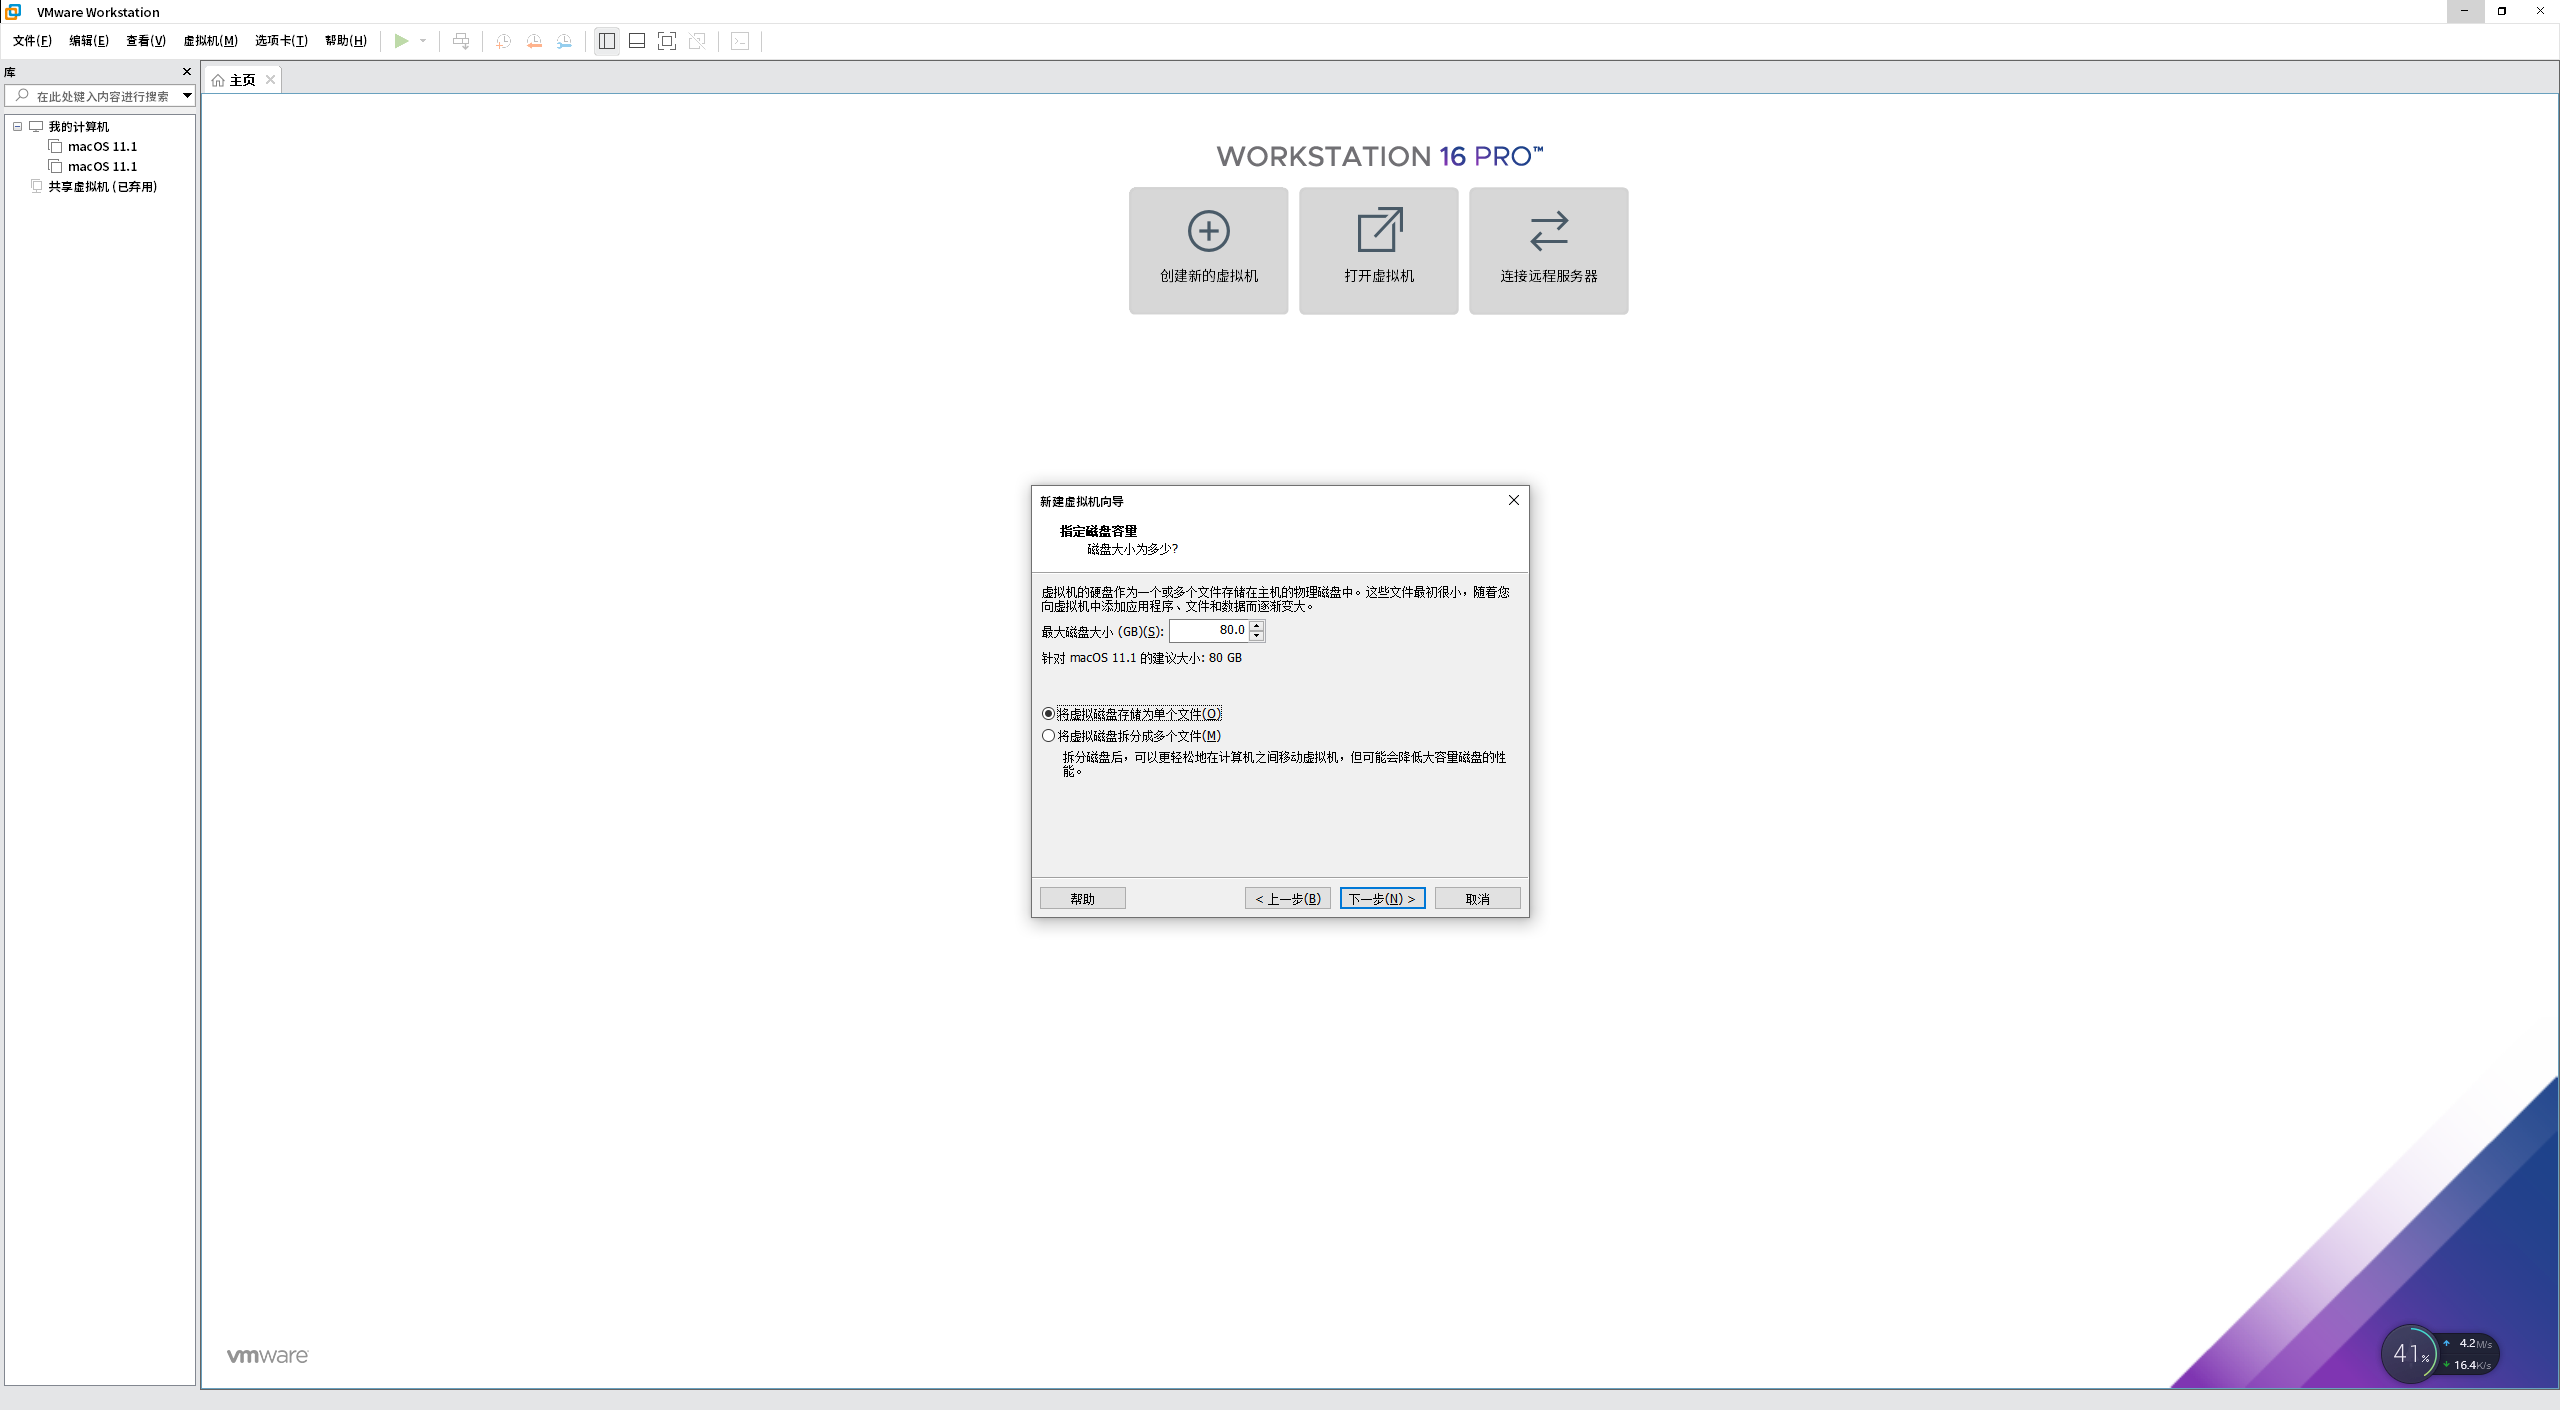 VMware Workstation
文件(F) 编辑(E) 查看(V) 虚拟机(M) 选项卡(T) 帮助(H)
库
主页
在此处键入内容进行搜索
我的计算机
macOS 11.1
macOS 11.1
共享虚拟机 (已弃用)
WORKSTATION 16 PRO™
创建新的虚拟机
打开虚拟机
连接远程服务器
新建虚拟机向导
指定磁盘容量
磁盘大小为多少?
虚拟机的硬盘作为一个或多个文件存储在主机的物理磁盘中。这些文件最初很小，随着您
向虚拟机中添加应用程序、文件和数据而逐渐变大。
最大磁盘大小 (GB)(S): 80.0
针对 macOS 11.1 的建议大小: 80 GB
将虚拟磁盘存储为单个文件(O)
将虚拟磁盘拆分成多个文件(M)
拆分磁盘后，可以更轻松地在计算机之间移动虚拟机，但可能会降低大容量磁盘的性
能。
帮助 < 上一步(B) 下一步(N) > 取消
vmware
41%
4.2M/s
16.4K/s